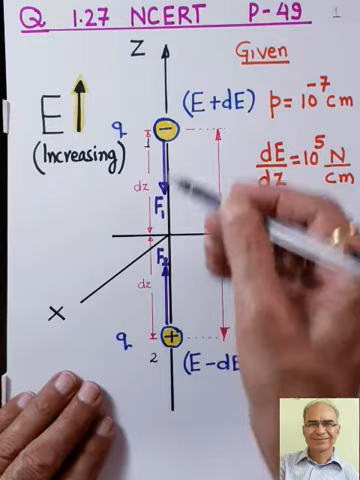 Q 1.27 NCERT P-49 1
Z
Given
E
(Increasing)
q
−
(E+dE)
p = 10⁻⁷ cm
1
dE/dz = 10⁵ N/cm
dz
F₁
F₂
dz
X
q
+
2
(E-dE